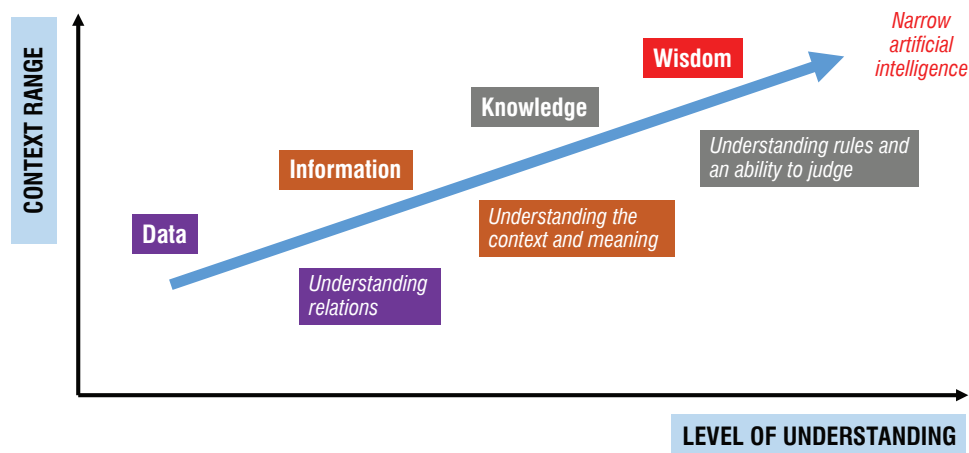 CONTEXT RANGE
Narrow
artificial
intelligence
Wisdom
Knowledge
Understanding rules and
an ability to judge
Information
Understanding the
context and meaning
Data
Understanding
relations
LEVEL OF UNDERSTANDING